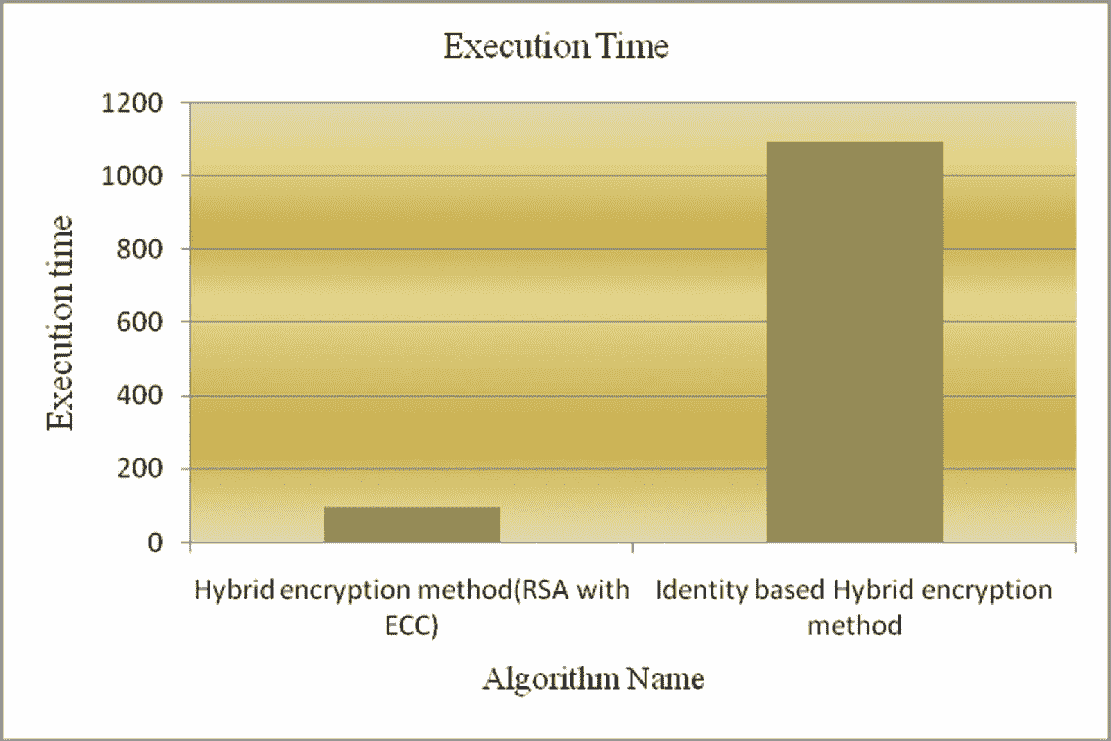 Execution Time
1200
1000
800
600
400
200
0
Execution time
Hybrid encryption method(RSA with
ECC)
Identity based Hybrid encryption
method
Algorithm Name